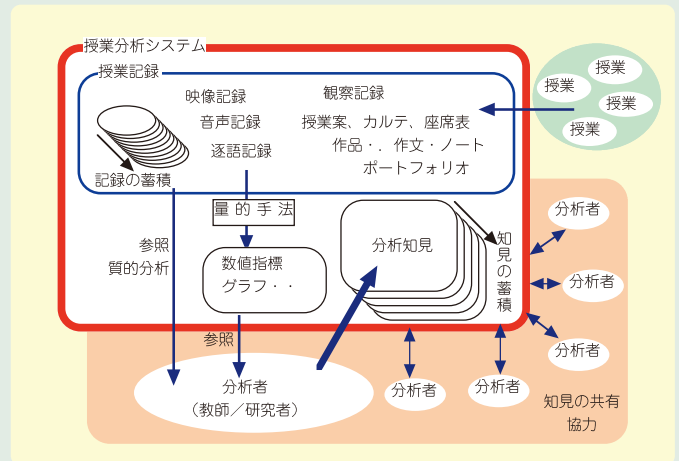 授業分析システム
授業記録
映像記録
音声記録
逐語記録
観察記録
授業案、カルテ、座席表
作品・．作文・ノート
ポートフォリオ
記録の蓄積
授業
授業
授業
授業
量的手法
参照
質的分析
数値指標
グラフ・・
分析知見
知見の蓄積
参照
分析者
（教師／研究者）
分析者
分析者
分析者
分析者
分析者
知見の共有
協力